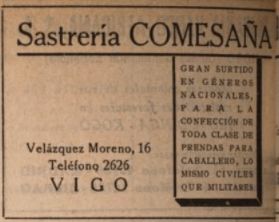 Sastrería COMESAÑA
GRAN SURTIDO
EN GÉNEROS
NACIONALES,
PARA LA
CONFECCIÓN DE
TODA CLASE DE
PRENDAS PARA
CABALLERO, LO
MISMO CIVILES
QUE MILITARES
Velázquez Moreno, 16
Teléfono 2626
VIGO